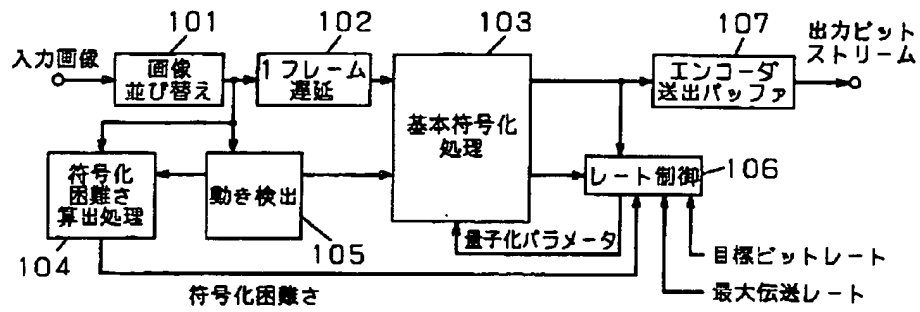 101
102
103
107
出力ビット
ストリーム
入力画像
画像
並び替え
1フレーム
遅延
エンコーダ
送出バッファ
基本符号化
処理
符号化
困難さ
算出処理
動き検出
レート制御
106
104
105
量子化パラメータ
目標ビットレート
最大伝送レート
符号化困難さ